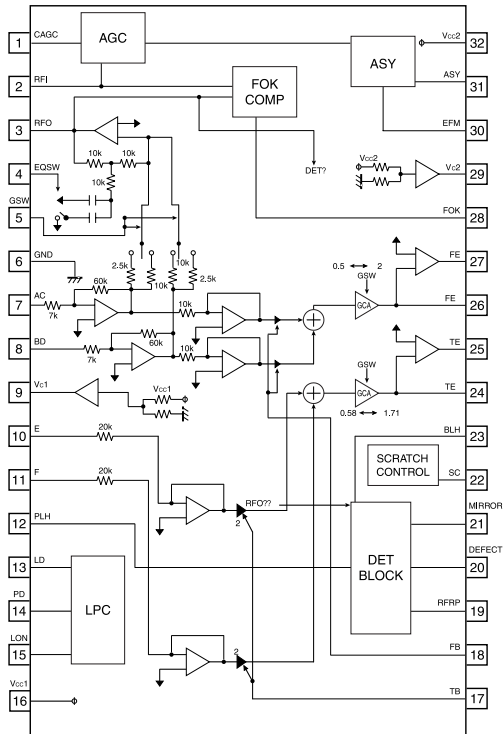 1 CAGC
AGC
VCC2 32
2 RFI
FOK COMP
ASY
ASY 31
3 RFO
EFM 30
10k 10k
DET?
4 EQSW
10k
VCC2
VC2 29
GSW
5
FOK 28
6 GND
2.5k
10k
10k
2.5k
0.5 2
GSW
FE 27
7 AC
60k
7k
10k
GCA
FE 26
8 BD
60k
7k
10k
TE 25
GSW
9 VC1
VCC1
GCA
TE 24
0.58 1.71
10 E
20k
BLH 23
11 F
20k
SCRATCH CONTROL
SC 22
RFO??
2
12 PLH
MIRROR 21
DET BLOCK
13 LD
DEFECT 20
14 PD
LPC
RFRP 19
15 LON
2
FB 18
VCC1
16
TB 17